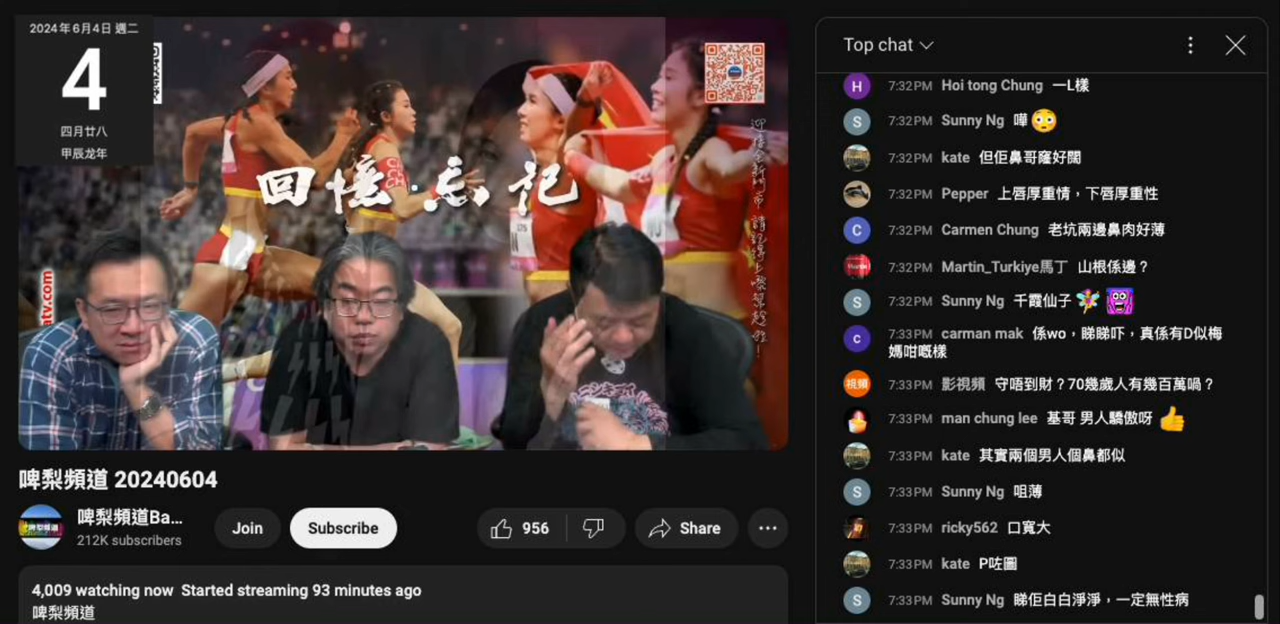 2024年6月4日 週二
4
四月廿八
甲辰龙年
回憶·忘記
atv.com
啤梨頻道 20240604
啤梨頻道Ba...
212K subscribers
Join
Subscribe
956
Share
4,009 watching now Started streaming 93 minutes ago
啤梨頻道
Top chat
7:32PM Hoi tong Chung 一L樣
7:32PM Sunny Ng 嘩😳
7:32PM kate 但佢鼻哥窿好闊
7:32PM Pepper 上唇厚重情，下唇厚重性
7:32PM Carmen Chung 老坑兩邊鼻肉好薄
7:32PM Martin_Turkiye馬丁 山根係邊？
7:32PM Sunny Ng 千霞仙子
7:33PM carman mak 係wo，睇睇吓，真係有D似梅
媽咁嘅樣
7:33PM 影視頻 守唔到財？70幾歲人有幾百萬喎？
7:33PM man chung lee 基哥 男人驕傲呀 👍
7:33PM kate 其實兩個男人個鼻都似
7:33PM Sunny Ng 咀薄
7:33PM ricky562 口寬大
7:33PM kate P咗圖
7:33PM Sunny Ng 睇佢白白淨淨，一定無性病